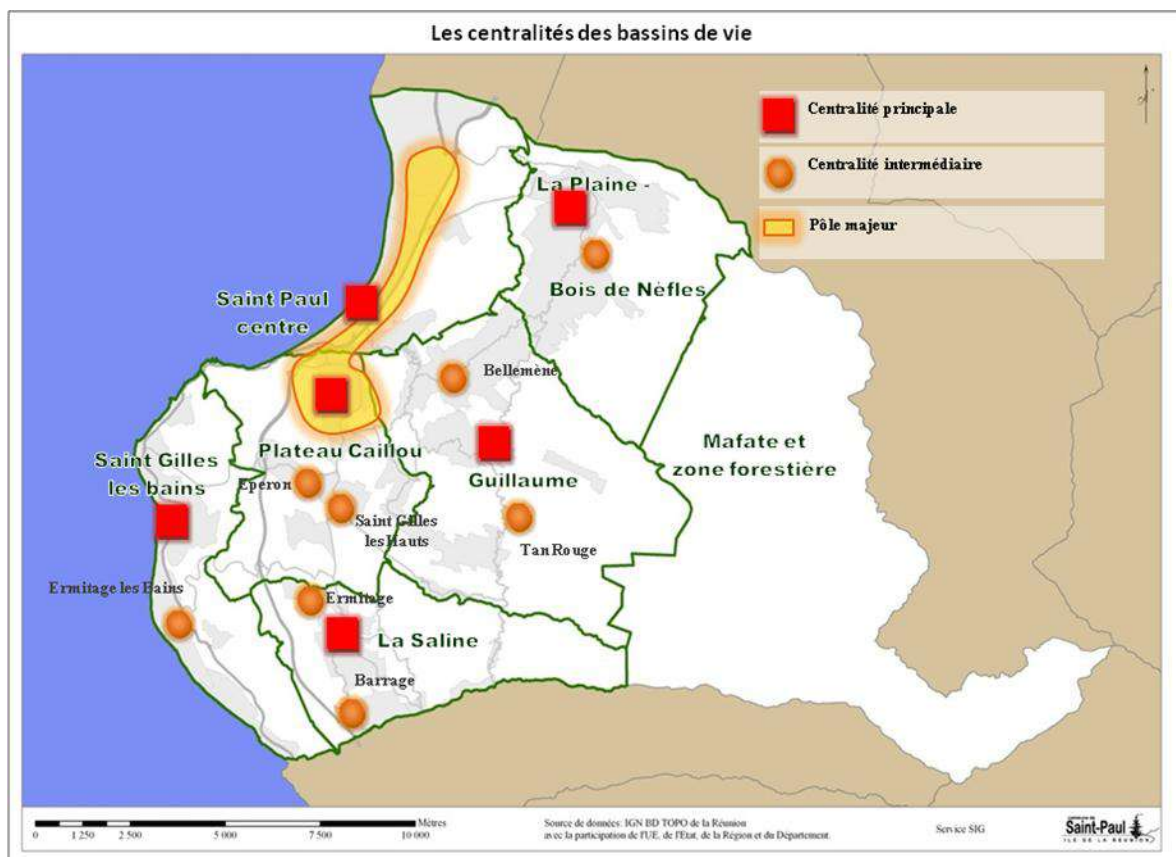 Les centralités des bassins de vie
Centralité principale
Centralité intermédiaire
Pôle majeur
La Plaine -
Bois de Nèfles
Saint Paul
centre
Bellemène
Mafate et
zone forestière
Plateau Caillou
Guillaume
Saint Gilles
les bains
Eperon
Saint Gilles
les Hauts
Tan Rouge
Ermitage les Bains
Ermitage
La Saline
Barrage
Mètres
0 1 250 2 500 5 000 7 500 10 000
Source de données: IGN BD TOPO de la Réunion
avec la participation de l'UE, de l'Etat, de la Région et du Département.
Service SIG
Saint-Paul
ILE DE LA RÉUNION